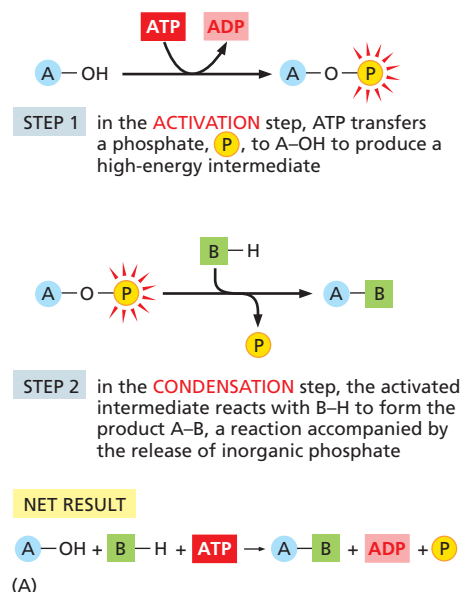 ATP ADP
A – OH A – O – P
STEP 1 in the ACTIVATION step, ATP transfers
a phosphate, P, to A–OH to produce a
high-energy intermediate
B – H
A – O – P A – B
P
STEP 2 in the CONDENSATION step, the activated
intermediate reacts with B–H to form the
product A–B, a reaction accompanied by
the release of inorganic phosphate
NET RESULT
A – OH + B – H + ATP → A – B + ADP + P
(A)